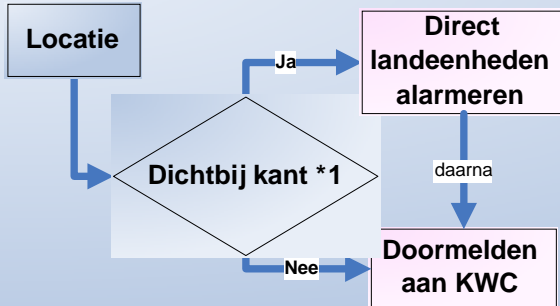 Locatie
Ja
Direct
landeenheden
alarmeren
Dichtbij kant *1
daarna
Nee
Doormelden
aan KWC